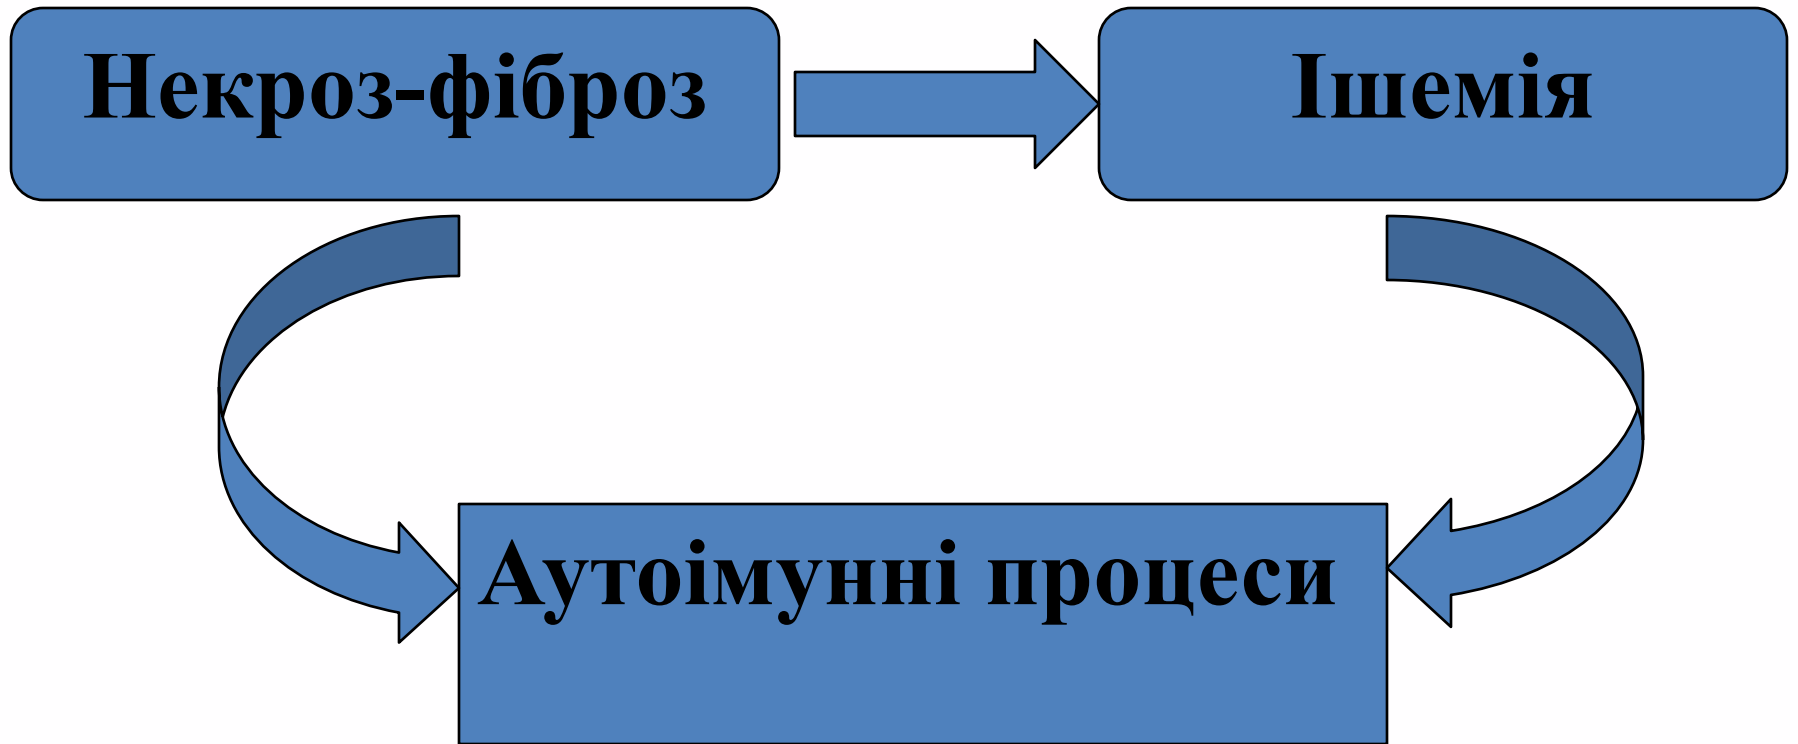 Некроз-фіброз
Ішемія
Аутоімунні процеси